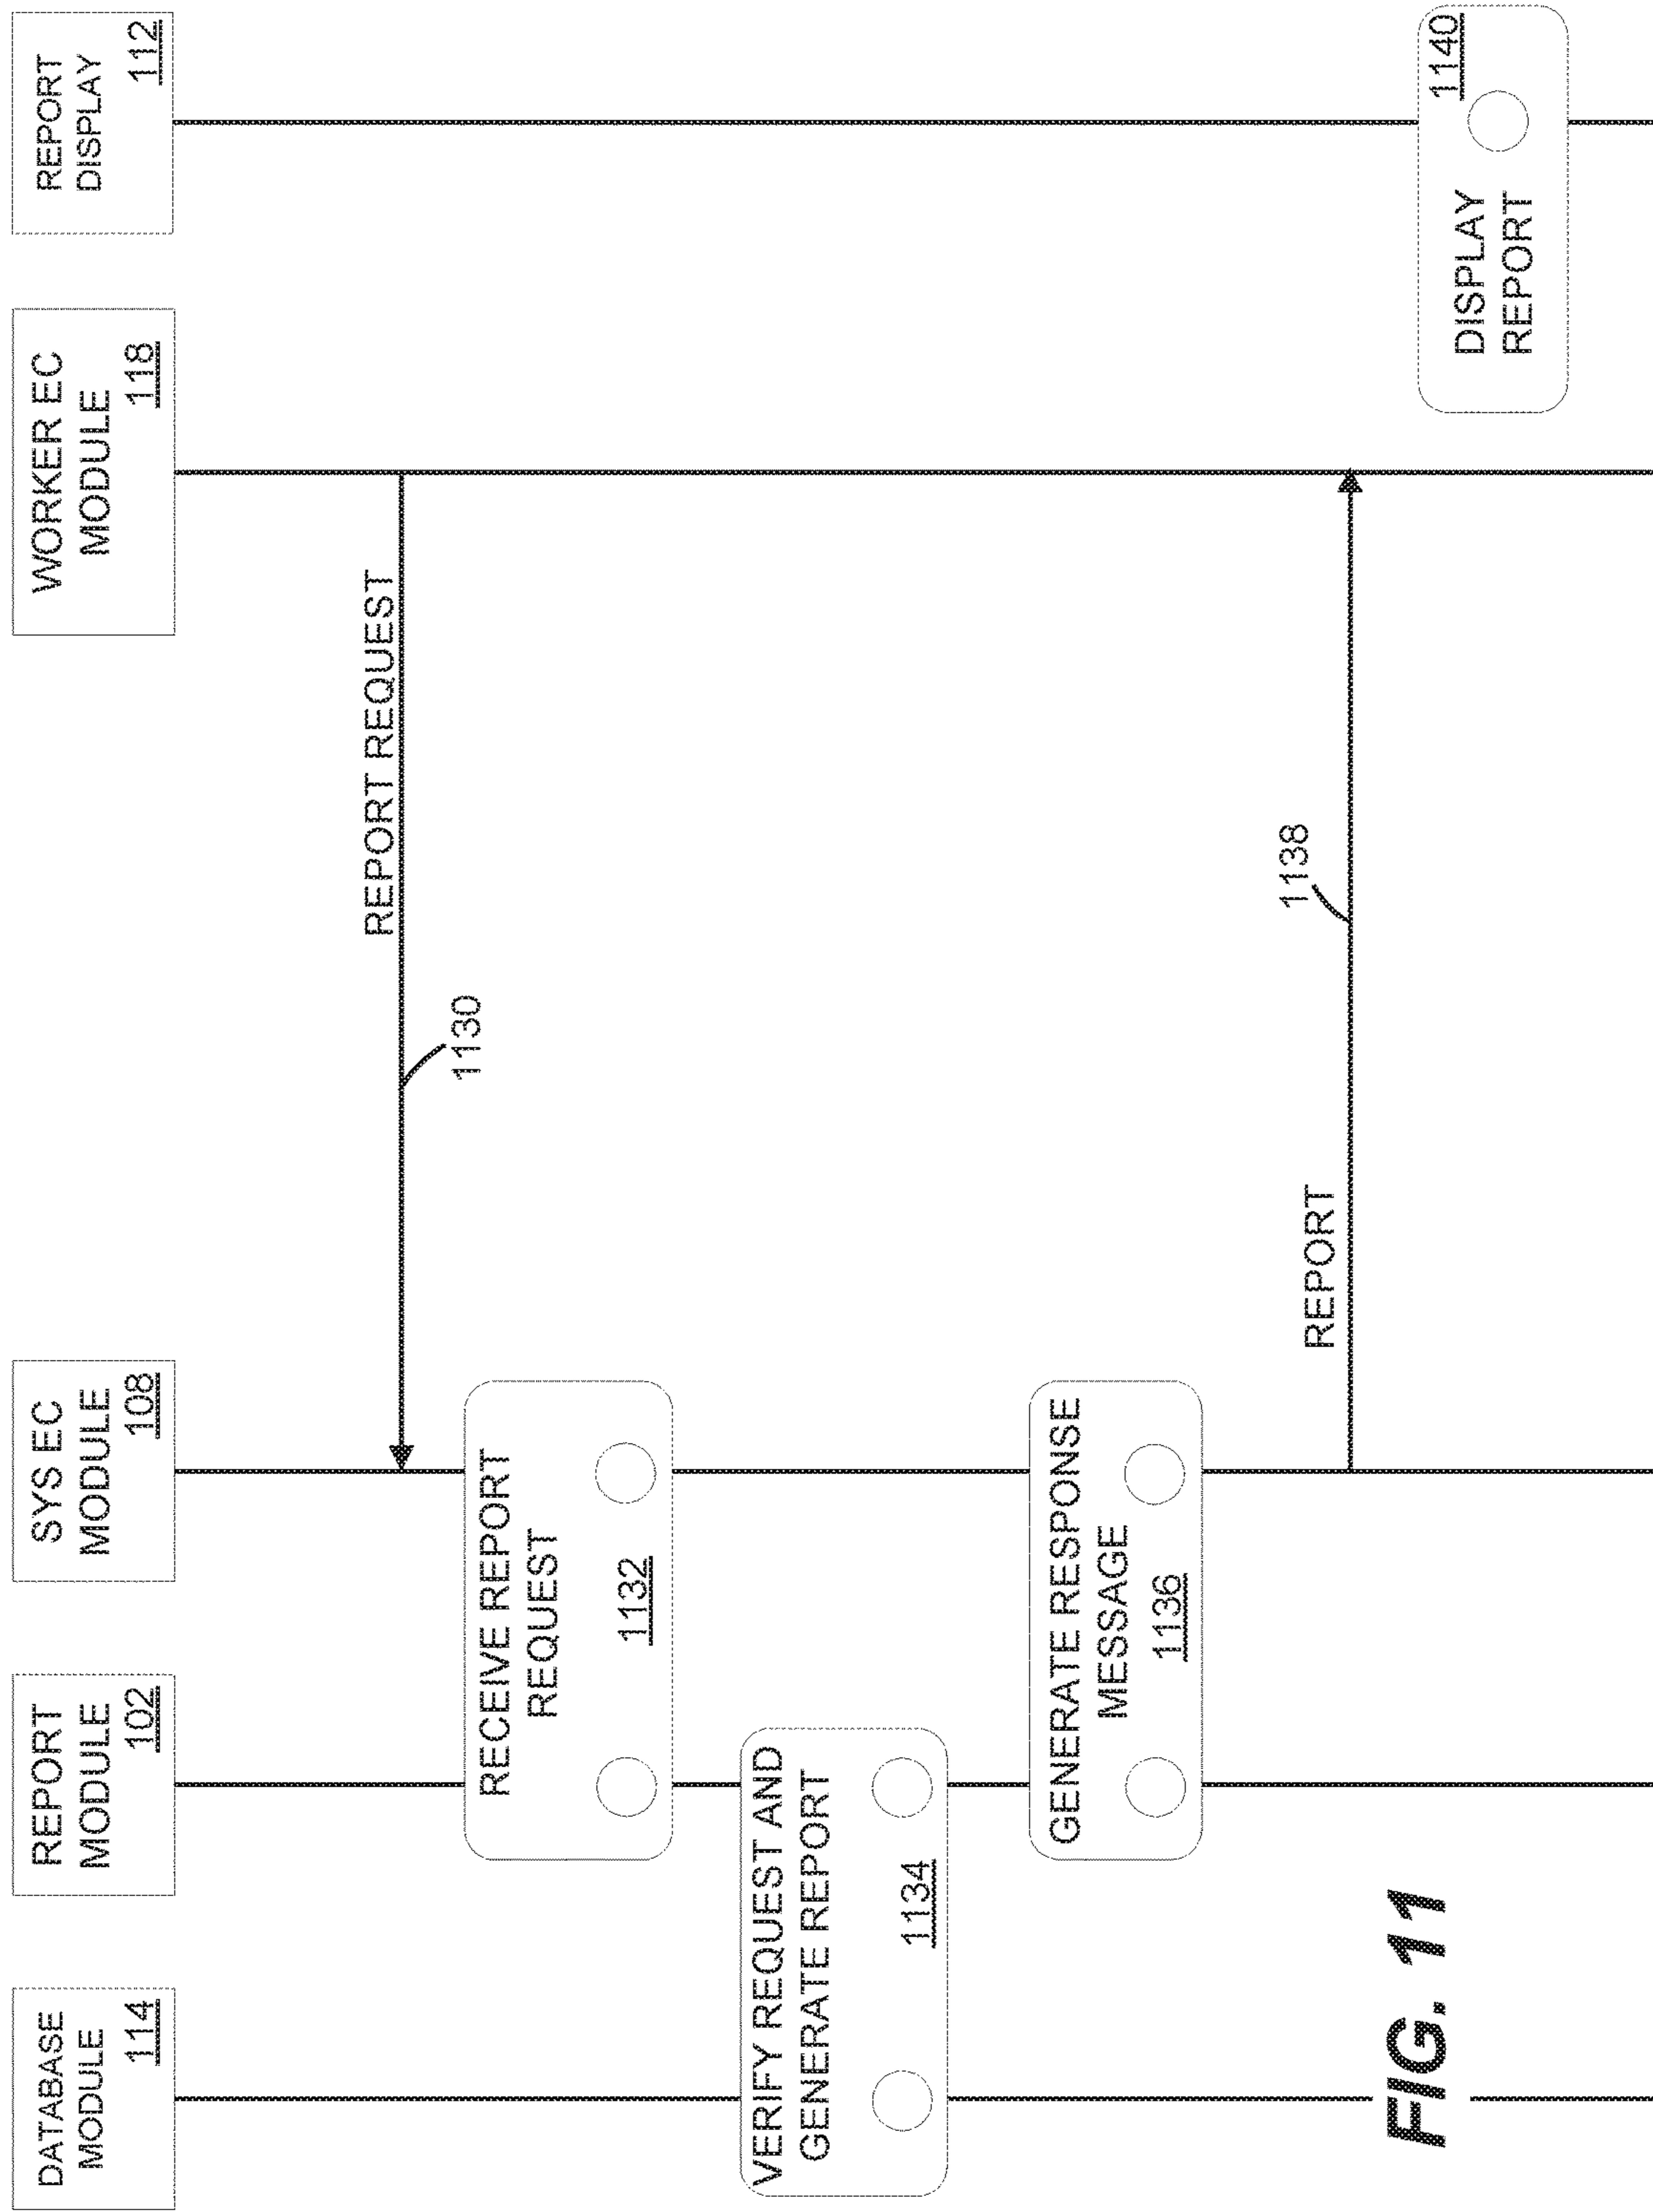 DATABASE
MODULE
114
REPORT
MODULE
102
SYS EC
MODULE
108
WORKER EC
MODULE
118
REPORT
DISPLAY
112
REPORT REQUEST
1130
RECEIVE REPORT
REQUEST
1132
VERIFY REQUEST AND
GENERATE REPORT
1134
GENERATE RESPONSE
MESSAGE
1136
REPORT
1138
DISPLAY
REPORT
1140
FIG. 11